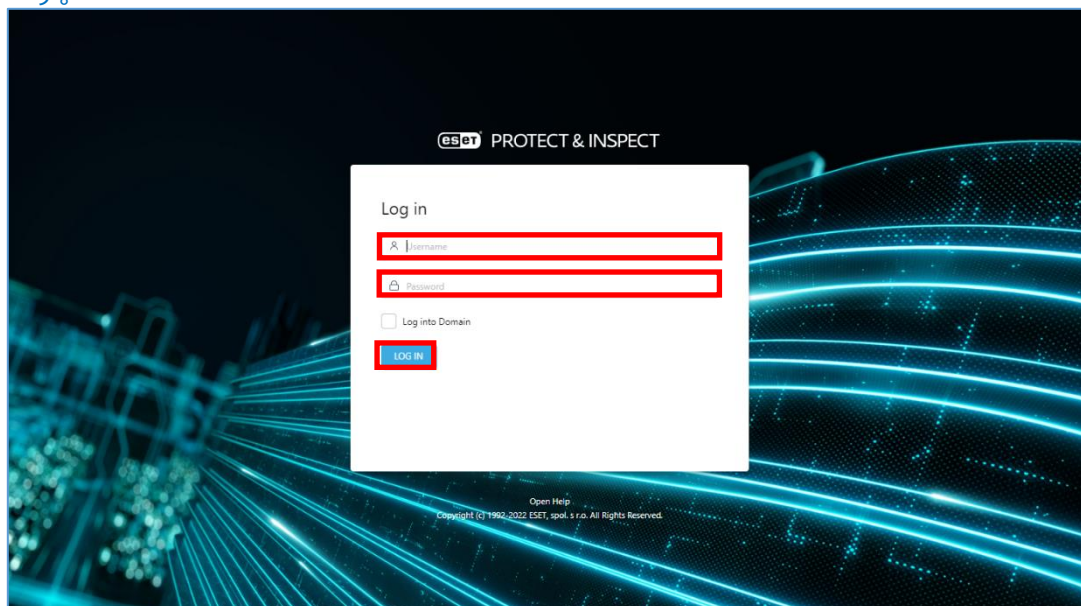 す。
eset PROTECT & INSPECT
Log in
Username
Password
Log into Domain
LOG IN
Open Help
Copyright (c) 1992-2022 ESET, spol. s r.o. All Rights Reserved.